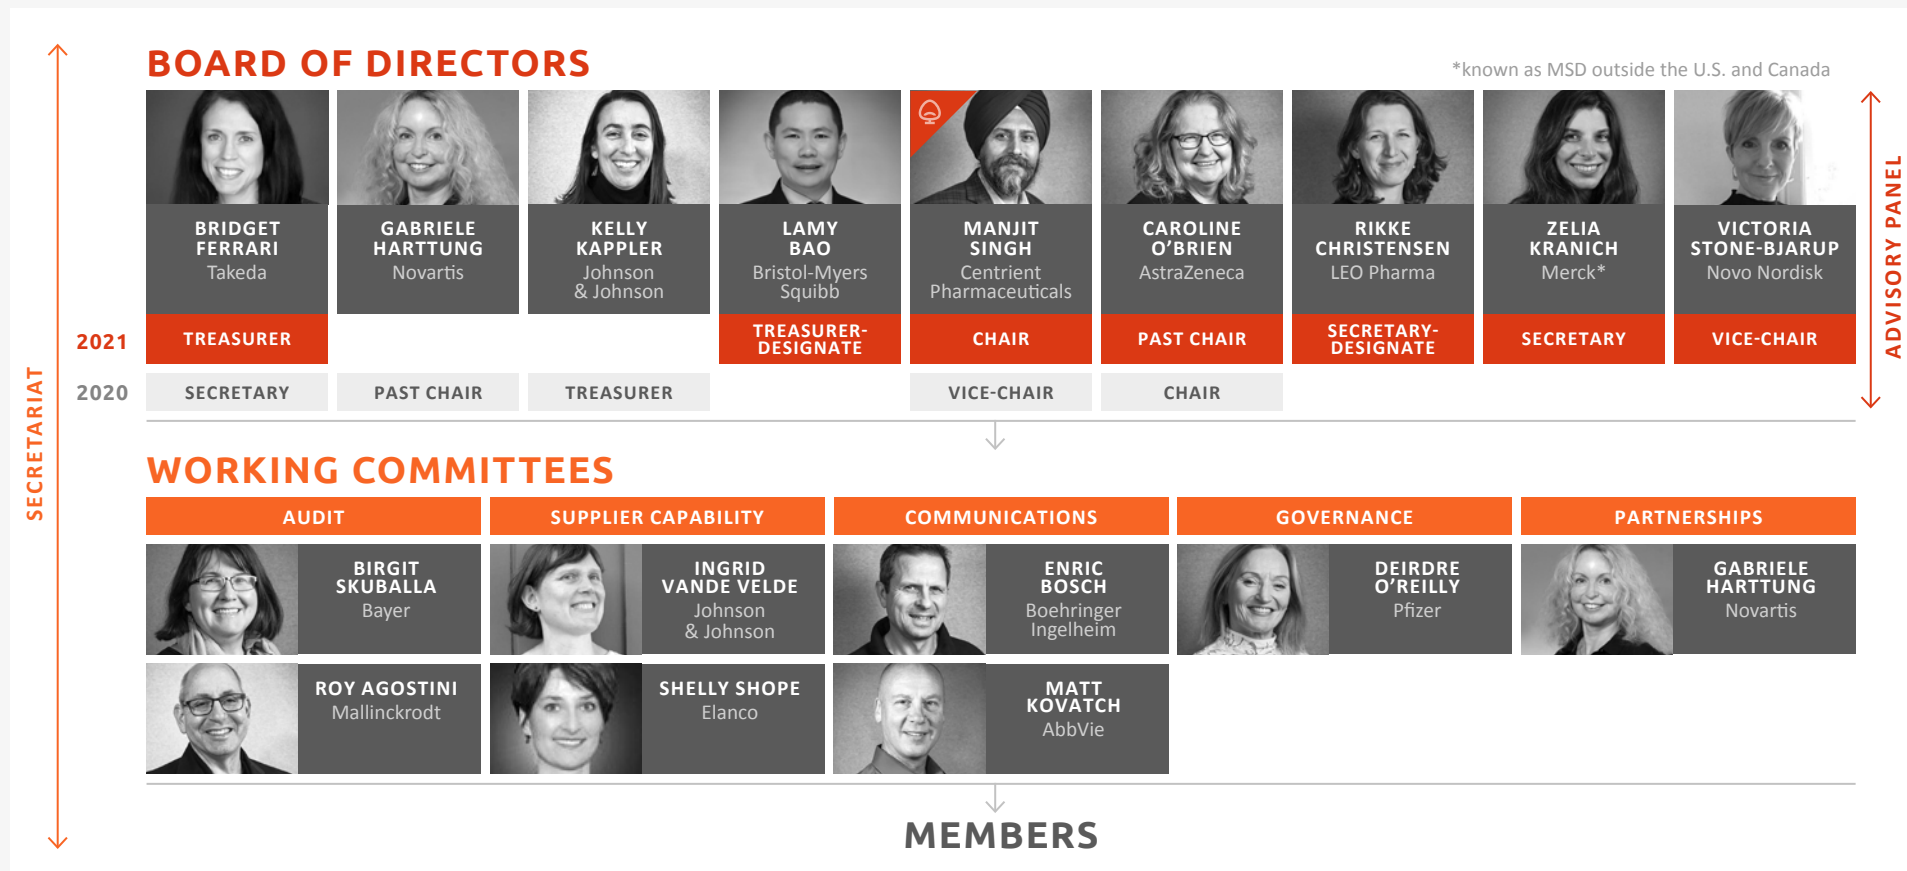 BOARD OF DIRECTORS
*known as MSD outside the U.S. and Canada
BRIDGET
FERRARI
Takeda
GABRIELE
HARTTUNG
Novartis
KELLY
KAPPLER
Johnson
& Johnson
LAMY
BAO
Bristol-Myers
Squibb
MANJIT
SINGH
Centrient
Pharmaceuticals
CAROLINE
O’BRIEN
AstraZeneca
RIKKE
CHRISTENSEN
LEO Pharma
ZELIA
KRANICH
Merck*
VICTORIA
STONE-BJARUP
Novo Nordisk
ADVISORY PANEL
2021
TREASURER
TREASURER-
DESIGNATE
CHAIR
PAST CHAIR
SECRETARY-
DESIGNATE
SECRETARY
VICE-CHAIR
2020
SECRETARY
PAST CHAIR
TREASURER
VICE-CHAIR
CHAIR
SECRETARIAT
WORKING COMMITTEES
AUDIT
SUPPLIER CAPABILITY
COMMUNICATIONS
GOVERNANCE
PARTNERSHIPS
BIRGIT
SKUBALLA
Bayer
INGRID
VANDE VELDE
Johnson
& Johnson
ENRIC
BOSCH
Boehringer
Ingelheim
DEIRDRE
O’REILLY
Pfizer
GABRIELE
HARTTUNG
Novartis
ROY AGOSTINI
Mallinckrodt
SHELLY SHOPE
Elanco
MATT
KOVATCH
AbbVie
MEMBERS